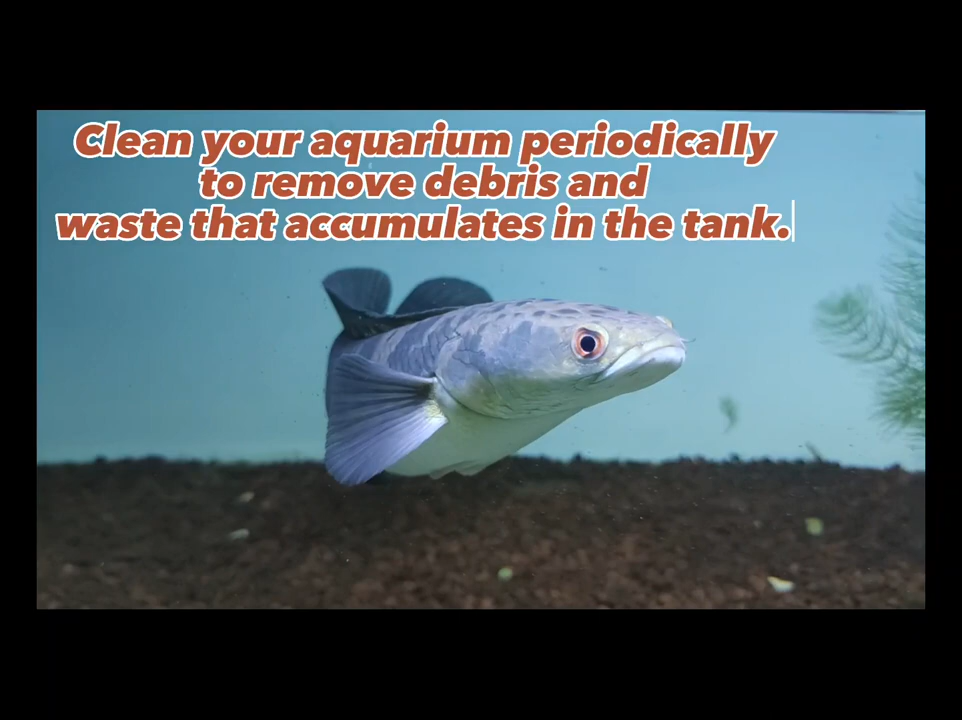 Clean your aquarium periodically
to remove debris and
waste that accumulates in the tank.